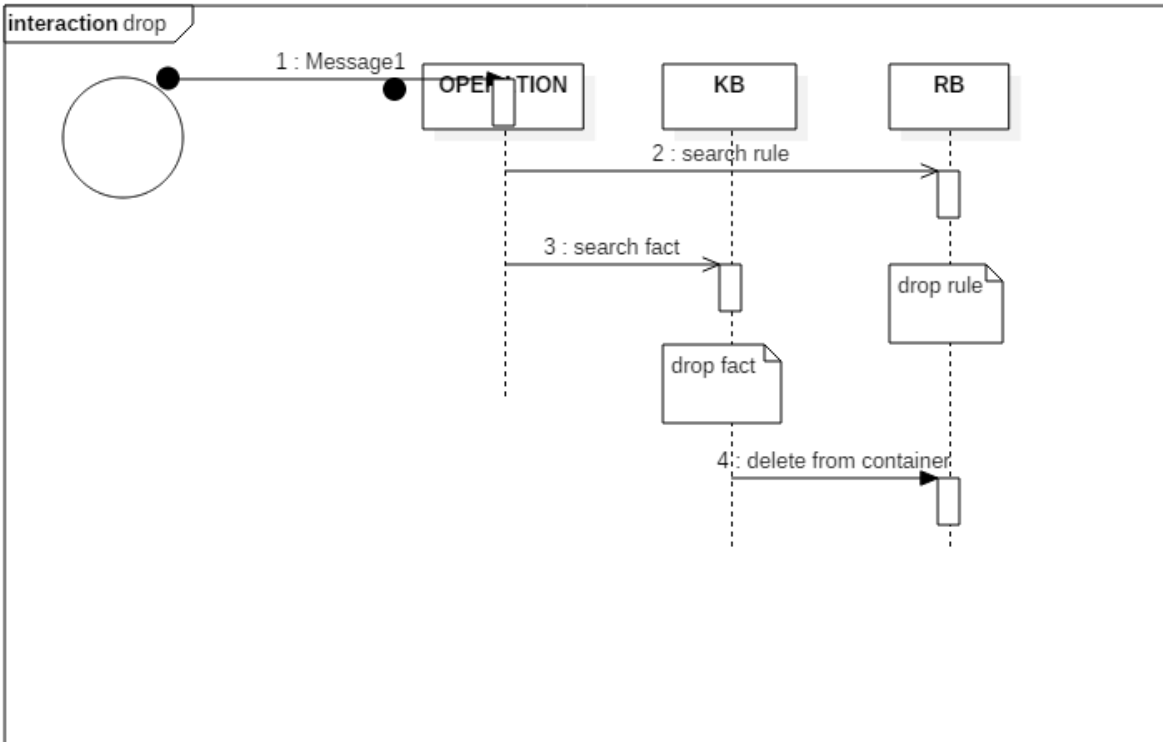 interaction drop
1 : Message1
OPERATION
KB
RB
2 : search rule
3 : search fact
drop rule
drop fact
4 : delete from container